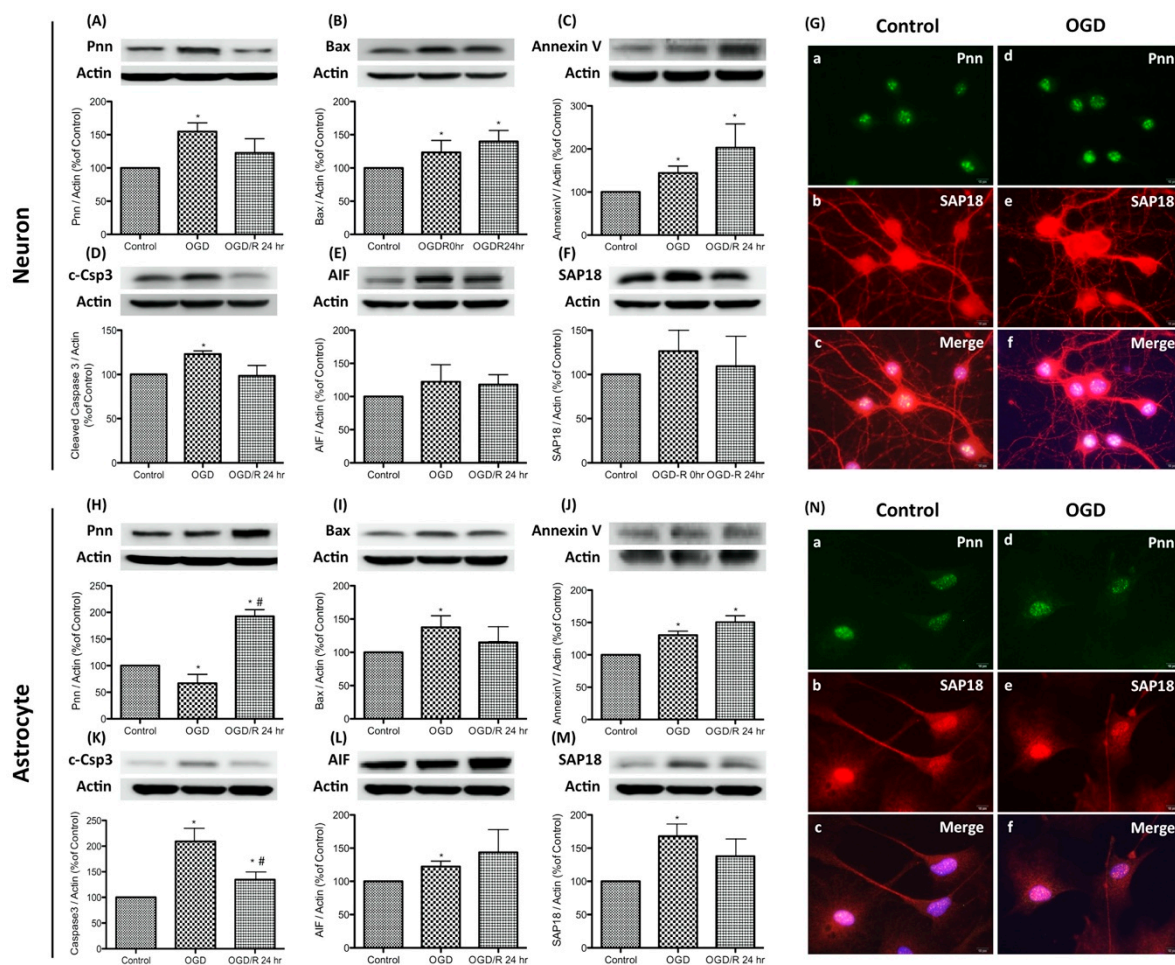 Neuron
(A)
Pnn
Actin
Pnn / Actin (%of Control)
200
150
100
50
0
Control OGD OGD/R 24 hr
*
(B)
Bax
Actin
Bax / Actin (%of Control)
200
150
100
50
0
Control OGDR0hr OGDR24hr
* *
(C)
Annexin V
Actin
AnnexinV / Actin (%of Control)
300
200
100
0
Control OGD OGD/R 24 hr
* *
(D)
c-Csp3
Actin
Cleaved Caspase 3 / Actin
(%of Control)
150
100
50
0
Control OGD OGD/R 24 hr
*
(E)
AIF
Actin
AIF / Actin (%of Control)
200
150
100
50
0
Control OGD OGD/R 24 hr
(F)
SAP18
Actin
SAP18 / Actin (%of Control)
150
100
50
0
Control OGD-R 0hr OGD-R 24hr
(G)
Control OGD
a Pnn d Pnn
b SAP18 e SAP18
c Merge f Merge
Astrocyte
(H)
Pnn
Actin
Pnn / Actin (%of Control)
250
200
150
100
50
0
Control OGD OGD/R 24 hr
* * #
(I)
Bax
Actin
Bax / Actin (%of Control)
200
150
100
50
0
Control OGD OGD/R 24 hr
*
(J)
Annexin V
Actin
AnnexinV / Actin (%of Control)
200
150
100
50
0
Control OGD OGD/R 24 hr
* *
(K)
c-Csp3
Actin
Caspase3 / Actin (%of Control)
250
200
150
100
50
0
Control OGD OGD/R 24 hr
* * #
(L)
AIF
Actin
AIF / Actin (%of Control)
200
150
100
50
0
Control OGD OGD/R 24 hr
*
(M)
SAP18
Actin
SAP18 / Actin (%of Control)
200
150
100
50
0
Control OGD OGD/R 24 hr
*
(N)
Control OGD
a Pnn d Pnn
b SAP18 e SAP18
c Merge f Merge